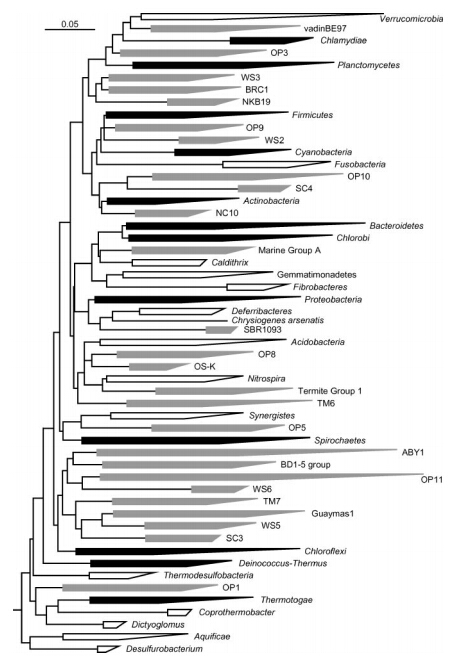 Verrucomicrobia
0.05
vadinBE97
Chlamydiae
OP3
Planctomycetes
WS3
BRC1
NKB19
Firmicutes
OP9
WS2
Cyanobacteria
Fusobacteria
OP10
SC4
Actinobacteria
NC10
Bacteroidetes
Chlorobi
Marine Group A
Caldithrix
Gemmatimonadetes
Fibrobacteres
Proteobacteria
Deferribacteres
Chrysiogenes arsenatis
SBR1093
Acidobacteria
OP8
OS-K
Nitrospira
Termite Group 1
TM6
Synergistes
OP5
Spirochaetes
ABY1
BD1-5 group
OP11
WS6
TM7
Guaymas1
WS5
SC3
Chloroflexi
Deinococcus-Thermus
Thermodesulfobacteria
OP1
Thermotogae
Coprothermobacter
Dictyoglomus
Aquificae
Desulfurobacterium